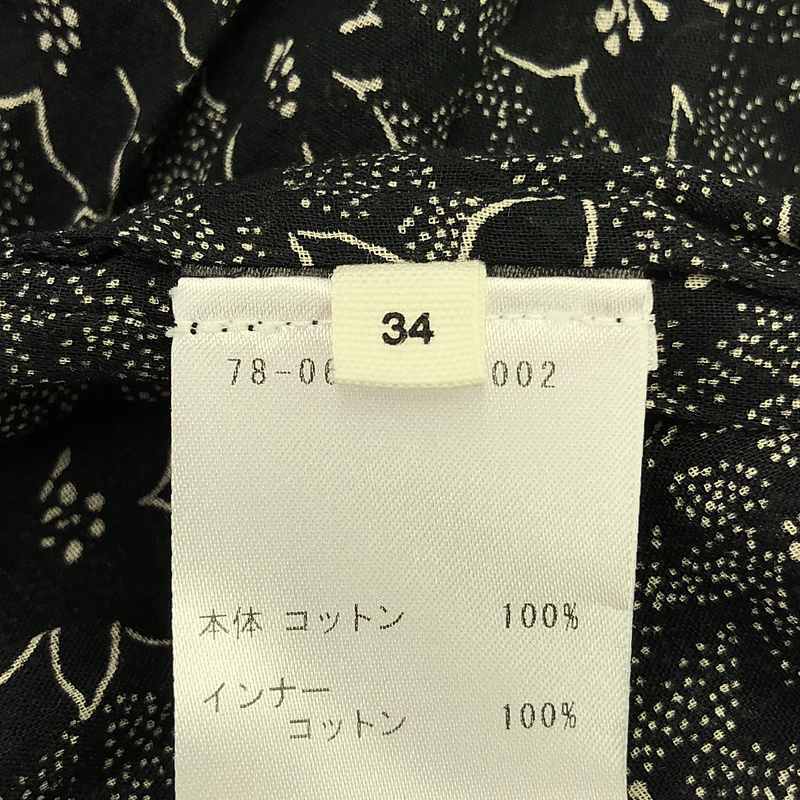 34
78-06 002
本体 コットン 100%
インナー
コットン 100%